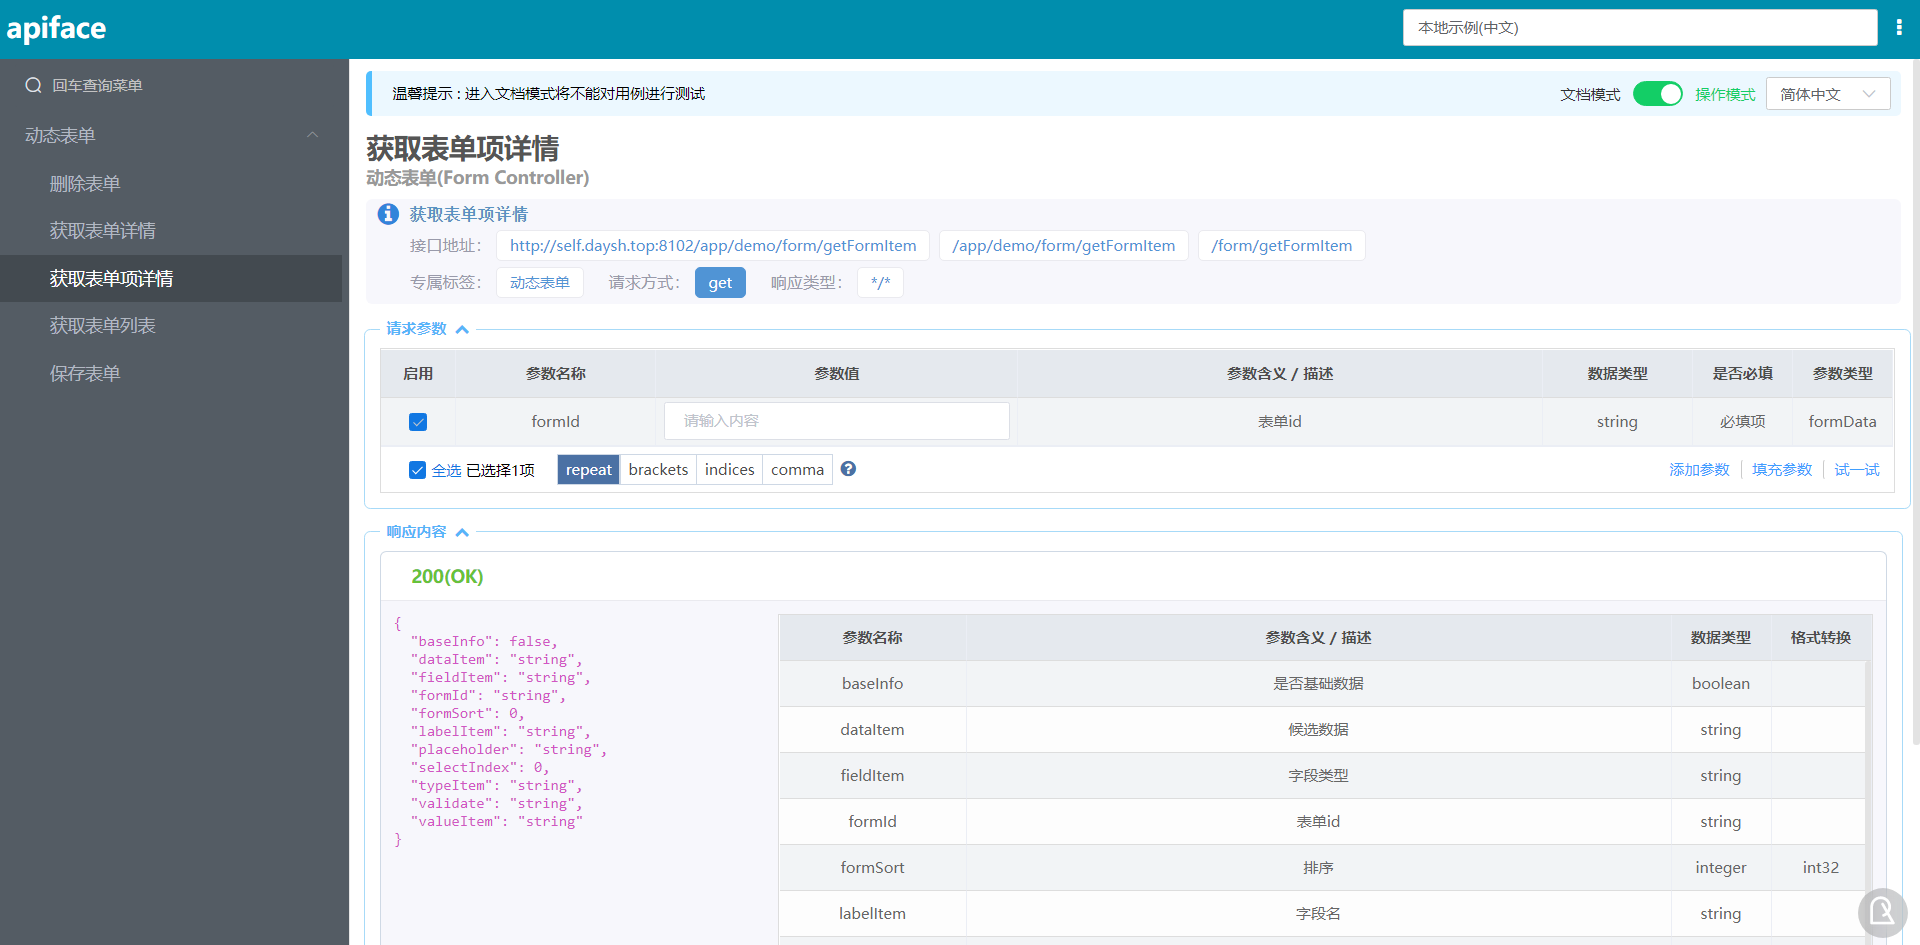 apiface
本地示例(中文)
回车查询菜单
动态表单
删除表单
获取表单详情
获取表单项详情
获取表单列表
保存表单
温馨提示 : 进入文档模式将不能对用例进行测试
文档模式 操作模式 简体中文
获取表单项详情
动态表单(Form Controller)
获取表单项详情
接口地址： http://self.daysh.top:8102/app/demo/form/getFormItem /app/demo/form/getFormItem /form/getFormItem
专属标签： 动态表单 请求方式： get 响应类型： */*
请求参数
启用 参数名称 参数值 参数含义 / 描述 数据类型 是否必填 参数类型
formId 请输入内容 表单id string 必填项 formData
全选 已选择1项 repeat brackets indices comma 添加参数 填充参数 试一试
响应内容
200(OK)
{
"baseInfo": false,
"dataItem": "string",
"fieldItem": "string",
"formId": "string",
"formSort": 0,
"labelItem": "string",
"placeholder": "string",
"selectIndex": 0,
"typeItem": "string",
"validate": "string",
"valueItem": "string"
}
参数名称 参数含义 / 描述 数据类型 格式转换
baseInfo 是否基础数据 boolean
dataItem 候选数据 string
fieldItem 字段类型 string
formId 表单id string
formSort 排序 integer int32
labelItem 字段名 string